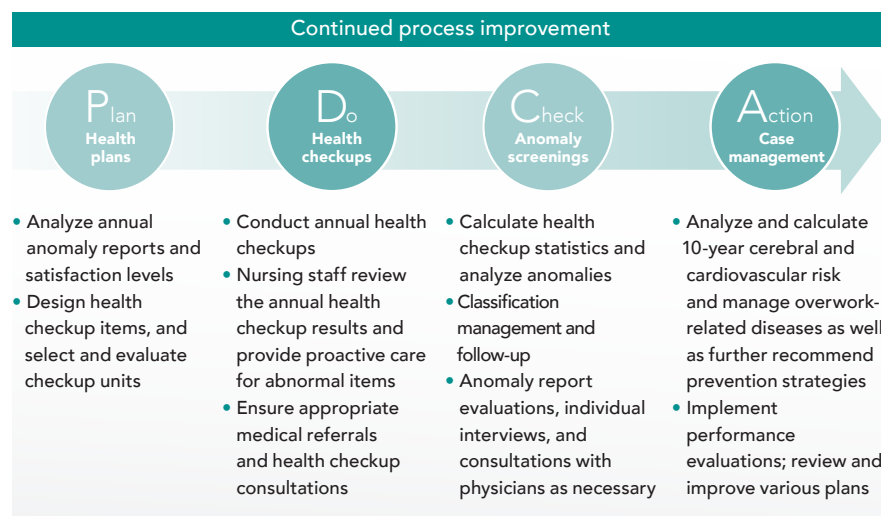 Continued process improvement
Plan
Health
plans
Do
Health
checkups
Check
Anomaly
screenings
Action
Case
management
• Analyze annual
anomaly reports and
satisfaction levels
• Design health
checkup items, and
select and evaluate
checkup units
• Conduct annual health
checkups
• Nursing staff review
the annual health
checkup results and
provide proactive care
for abnormal items
• Ensure appropriate
medical referrals
and health checkup
consultations
• Calculate health
checkup statistics and
analyze anomalies
• Classification
management and
follow-up
• Anomaly report
evaluations, individual
interviews, and
consultations with
physicians as necessary
• Analyze and calculate
10-year cerebral and
cardiovascular risk
and manage overwork-
related diseases as well
as further recommend
prevention strategies
• Implement
performance
evaluations; review and
improve various plans